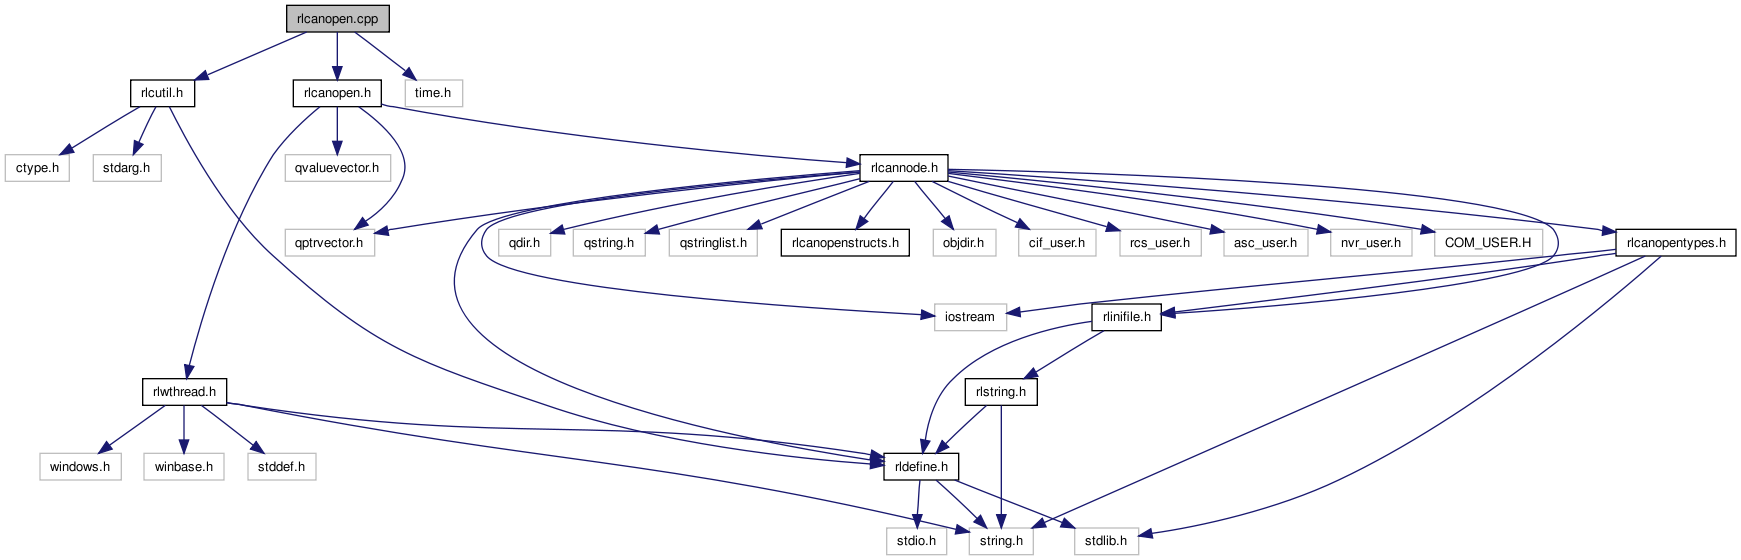 rlcanopen.cpp
rlcutil.h
rlcanopen.h
time.h
ctype.h
stdarg.h
qvaluevector.h
rlcannode.h
qptrvector.h
qdir.h
qstring.h
qstringlist.h
rlcanopenstructs.h
objdir.h
cif_user.h
rcs_user.h
asc_user.h
nvr_user.h
COM_USER.H
rlcanopentypes.h
iostream
rlinifile.h
rlwthread.h
rlstring.h
windows.h
winbase.h
stddef.h
rldefine.h
stdio.h
string.h
stdlib.h